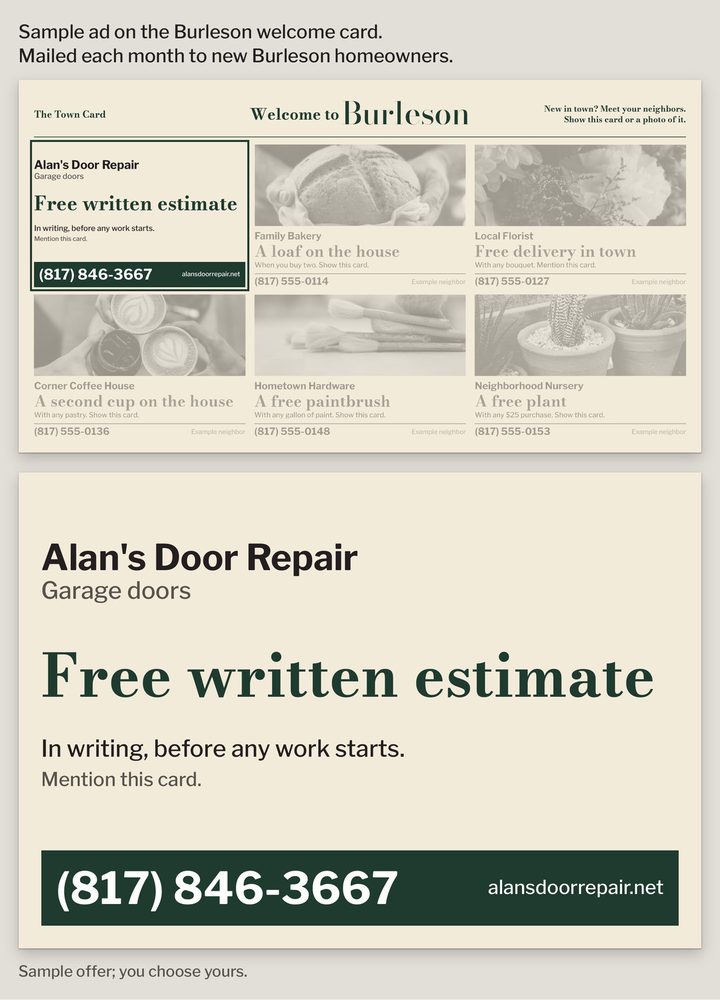 Sample ad on the Burleson welcome card.
Mailed each month to new Burleson homeowners.
The Town Card
Welcome to Burleson
New in town? Meet your neighbors.
Show this card or a photo of it.
Alan's Door Repair
Garage doors
Free written estimate
In writing, before any work starts.
Mention this card.
(817) 846-3667
alansdoorrepair.net
Family Bakery
A loaf on the house
When you buy two. Show this card.
(817) 555-0114
Example neighbor
Local Florist
Free delivery in town
With any bouquet. Mention this card.
(817) 555-0127
Example neighbor
Corner Coffee House
A second cup on the house
With any pastry. Show this card.
(817) 555-0136
Example neighbor
Hometown Hardware
A free paintbrush
With any gallon of paint. Show this card.
(817) 555-0148
Example neighbor
Neighborhood Nursery
A free plant
With any $25 purchase. Show this card.
(817) 555-0153
Example neighbor
Alan's Door Repair
Garage doors
Free written estimate
In writing, before any work starts.
Mention this card.
(817) 846-3667
alansdoorrepair.net
Sample offer; you choose yours.